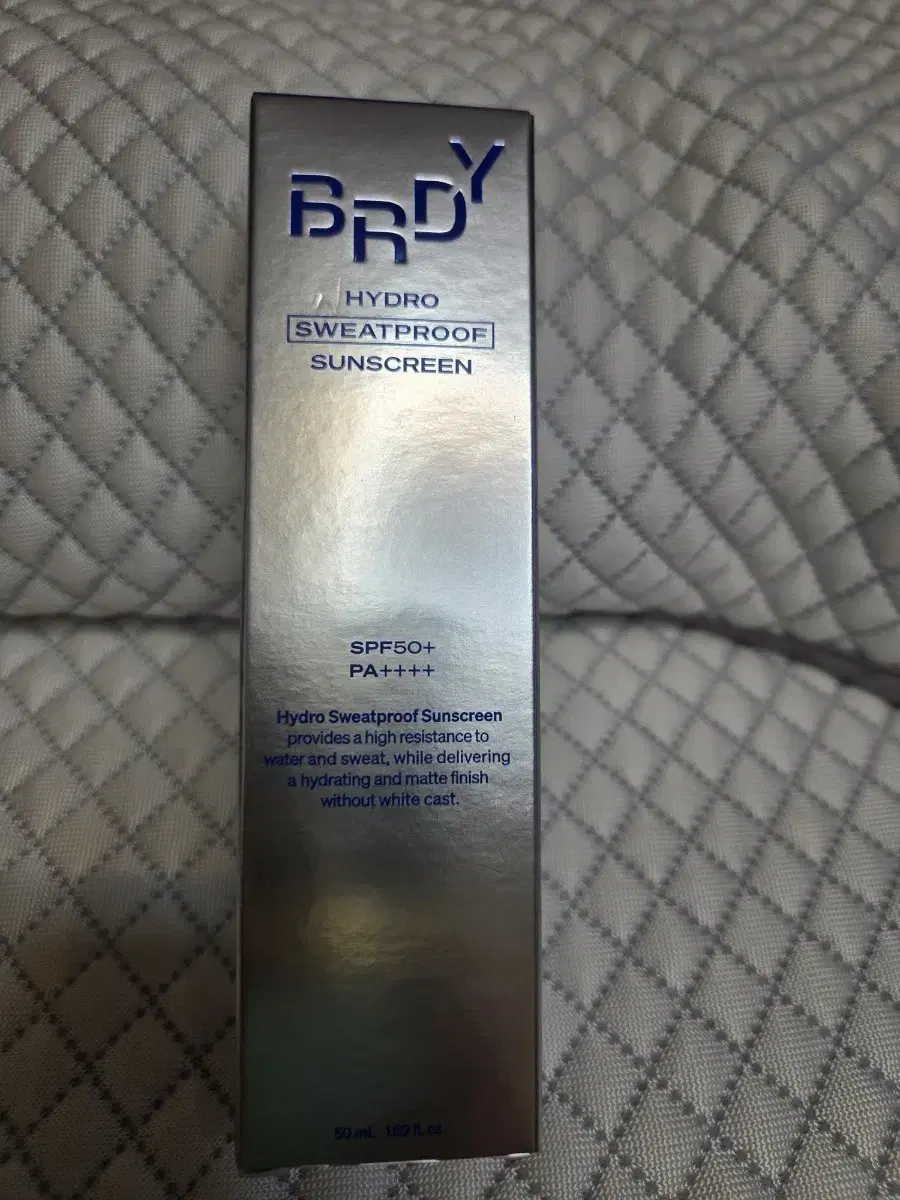 BRDY
HYDRO
SWEATPROOF
SUNSCREEN
SPF50+
PA++++
Hydro Sweatproof Sunscreen
provides a high resistance to
water and sweat, while delivering
a hydrating and matte finish
without white cast.
50 mL 1.69 fl. oz.